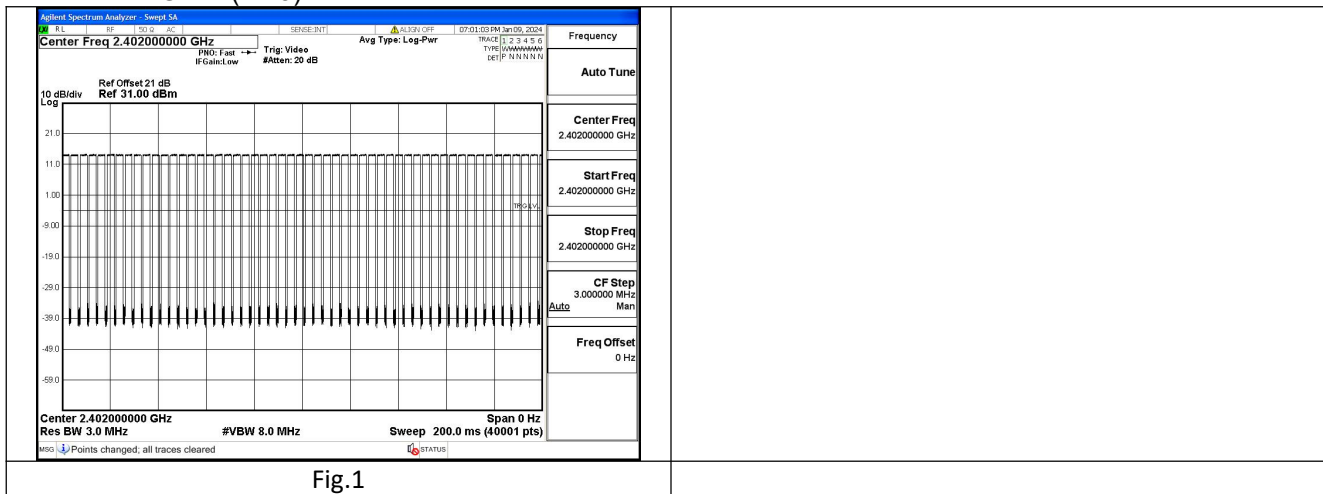 Agilent Spectrum Analyzer - Swept SA
RL RF 50 Ω AC SENSE:INT ALIGN OFF 07:01:03 PM Jan 09, 2024
Center Freq 2.402000000 GHz
PNO: Fast
IFGain:Low
Trig: Video
#Atten: 20 dB
Avg Type: Log-Pwr
TRACE 1 2 3 4 5 6
TYPE
DET P N N N N N
Frequency
Ref Offset 21 dB
10 dB/div Ref 31.00 dBm
Log
21.0
11.0
1.00
-9.00
-19.0
-29.0
-39.0
-49.0
-59.0
Center 2.402000000 GHz
Span 0 Hz
Res BW 3.0 MHz
#VBW 8.0 MHz
Sweep 200.0 ms (40001 pts)
Auto Tune
Center Freq
2.402000000 GHz
Start Freq
2.402000000 GHz
Stop Freq
2.402000000 GHz
CF Step
3.000000 MHz
Auto Man
Freq Offset
0 Hz
MSG Points changed; all traces cleared STATUS
Fig.1